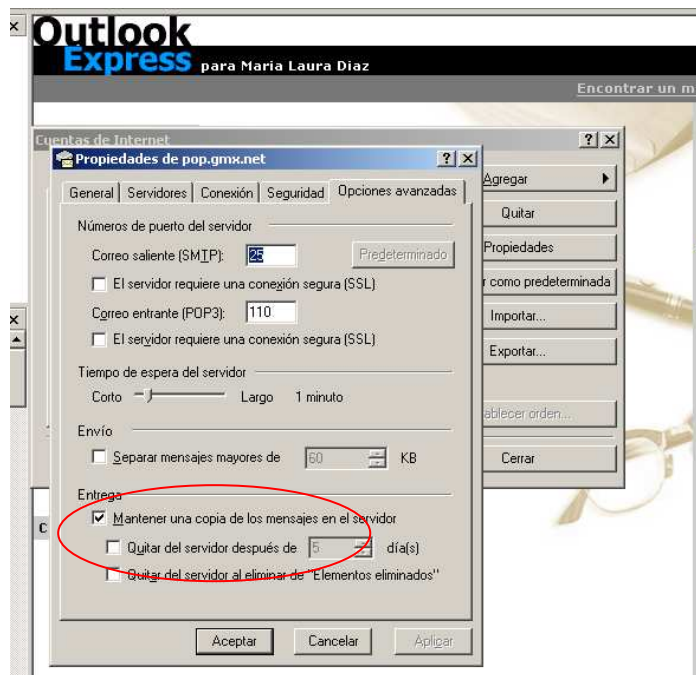 Outlook
Express para Maria Laura Diaz
Encontrar un m
Cuentas de Internet
Propiedades de pop.gmx.net
General Servidores Conexión Seguridad Opciones avanzadas
Números de puerto del servidor
Correo saliente (SMTP): 25 Predeterminado
El servidor requiere una conexión segura (SSL)
Correo entrante (POP3): 110
El servidor requiere una conexión segura (SSL)
Tiempo de espera del servidor
Corto Largo 1 minuto
Envío
Separar mensajes mayores de 60 KB
Entrega
Mantener una copia de los mensajes en el servidor
Quitar del servidor después de 5 día(s)
Quitar del servidor al eliminar de "Elementos eliminados"
Aceptar Cancelar Aplicar
Agregar
Quitar
Propiedades
r como predeterminada
Importar...
Exportar...
ablecer orden...
Cerrar
C